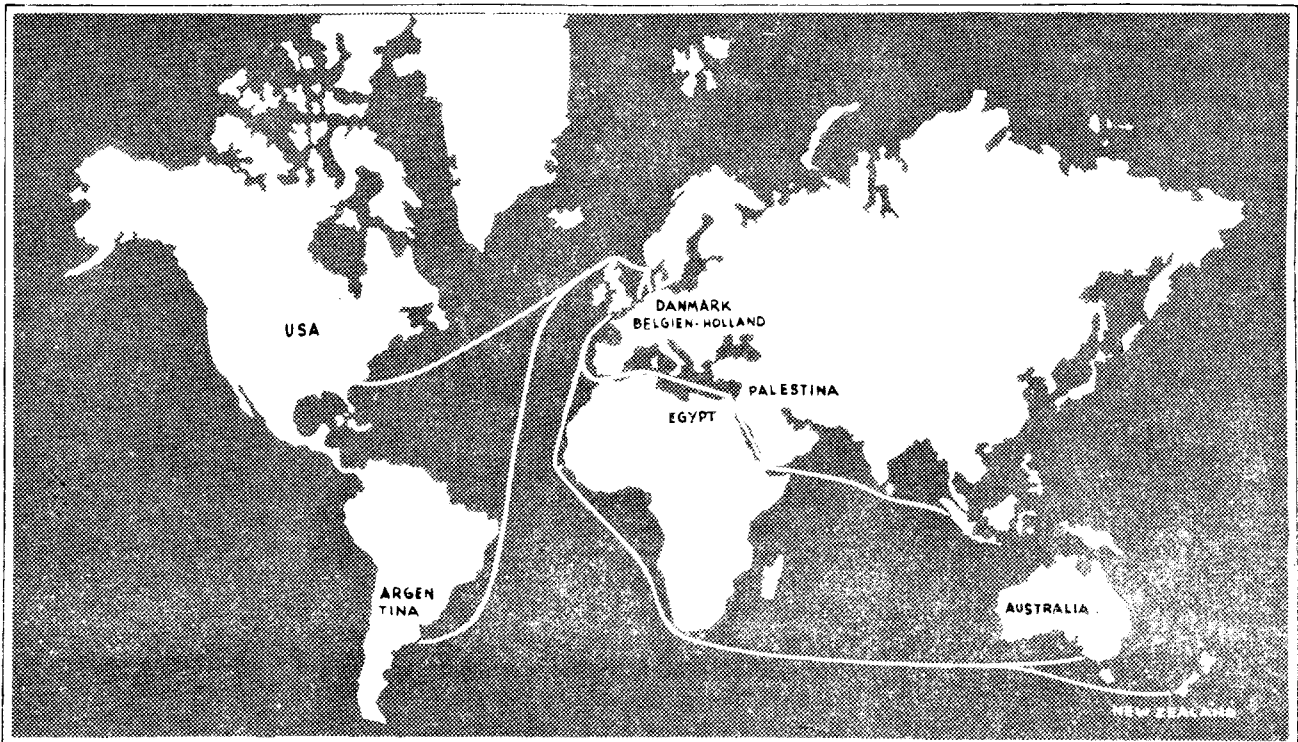 USA
DANMARK
BELGIEN-HOLLAND
PALESTINA
EGYPT
ARGEN
TINA
AUSTRALIA
NEW ZEALAND